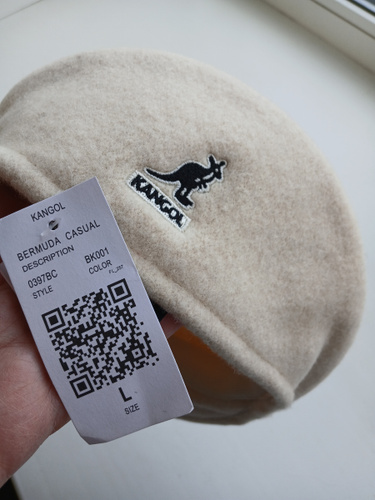 KANGOL
KANGOL
BERMUDA CASUAL
DESCRIPTION
0397BC BK001
STYLE COLOR
L
SIZE